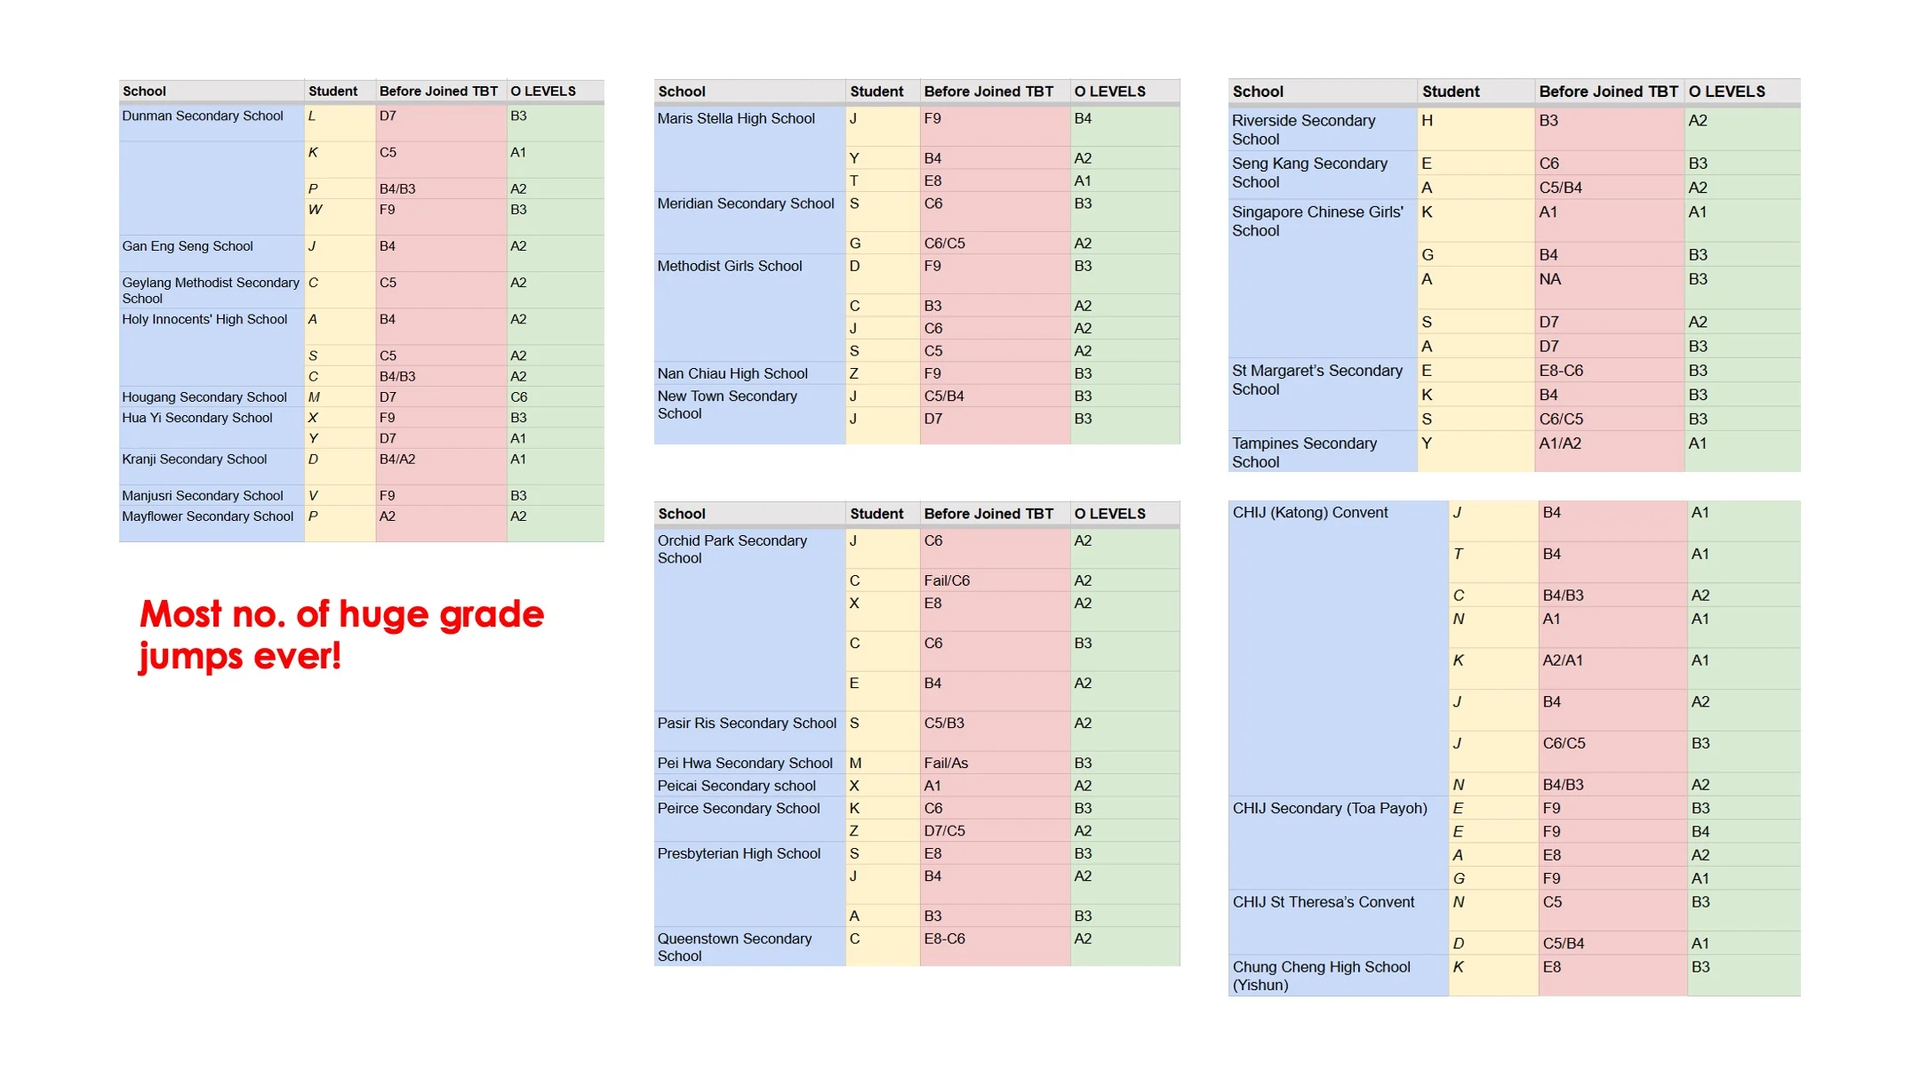 School Student Before Joined TBT O LEVELS
Dunman Secondary School L D7 B3
K C5 A1
P B4/B3 A2
W F9 B3
Gan Eng Seng School J B4 A2
Geylang Methodist Secondary C C5 A2
School
Holy Innocents' High School A B4 A2
S C5 A2
C B4/B3 A2
Hougang Secondary School M D7 C6
Hua Yi Secondary School X F9 B3
Y D7 A1
Kranji Secondary School D B4/A2 A1
Manjusri Secondary School V F9 B3
Mayflower Secondary School P A2 A2
Most no. of huge grade
jumps ever!
School Student Before Joined TBT O LEVELS
Maris Stella High School J F9 B4
Y B4 A2
T E8 A1
Meridian Secondary School S C6 B3
G C6/C5 A2
Methodist Girls School D F9 B3
C B3 A2
J C6 A2
S C5 A2
Nan Chiau High School Z F9 B3
New Town Secondary J C5/B4 B3
School J D7 B3
School Student Before Joined TBT O LEVELS
Orchid Park Secondary J C6 A2
School
C Fail/C6 A2
X E8 A2
C C6 B3
E B4 A2
Pasir Ris Secondary School S C5/B3 A2
Pei Hwa Secondary School M Fail/As B3
Peicai Secondary school X A1 A2
Peirce Secondary School K C6 B3
Z D7/C5 A2
Presbyterian High School S E8 B3
J B4 A2
A B3 B3
Queenstown Secondary C E8-C6 A2
School
School Student Before Joined TBT O LEVELS
Riverside Secondary H B3 A2
School
Seng Kang Secondary E C6 B3
School A C5/B4 A2
Singapore Chinese Girls' K A1 A1
School
G B4 B3
A NA B3
S D7 A2
A D7 B3
St Margaret’s Secondary E E8-C6 B3
School K B4 B3
S C6/C5 B3
Tampines Secondary Y A1/A2 A1
School
CHIJ (Katong) Convent J B4 A1
T B4 A1
C B4/B3 A2
N A1 A1
K A2/A1 A1
J B4 A2
J C6/C5 B3
N B4/B3 A2
CHIJ Secondary (Toa Payoh) E F9 B3
E F9 B4
A E8 A2
G F9 A1
CHIJ St Theresa’s Convent N C5 B3
D C5/B4 A1
Chung Cheng High School K E8 B3
(Yishun)